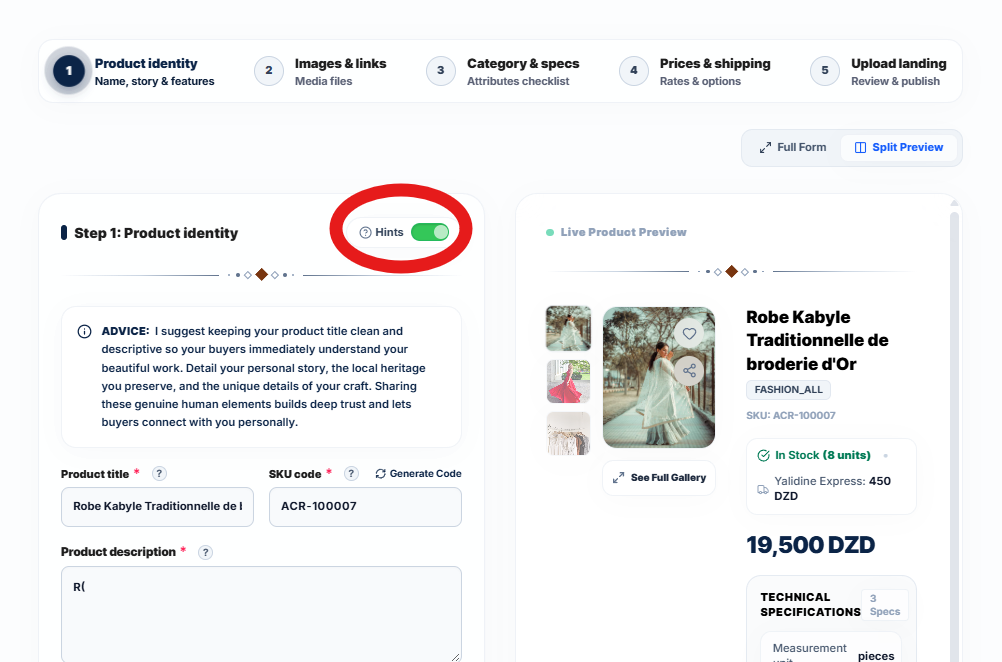 1
Product identity
Name, story & features
2
Images & links
Media files
3
Category & specs
Attributes checklist
4
Prices & shipping
Rates & options
5
Upload landing
Review & publish
Full Form
Split Preview
Step 1: Product identity
? Hints
ADVICE: I suggest keeping your product title clean and
descriptive so your buyers immediately understand your
beautiful work. Detail your personal story, the local heritage
you preserve, and the unique details of your craft. Sharing
these genuine human elements builds deep trust and lets
buyers connect with you personally.
Product title * ?
SKU code * ?
Generate Code
Robe Kabyle Traditionnelle de
ACR-100007
Product description * ?
R(
Live Product Preview
See Full Gallery
Robe Kabyle
Traditionnelle de
broderie d'Or
FASHION_ALL
SKU: ACR-100007
In Stock (8 units)
Yalidine Express: 450
DZD
19,500 DZD
TECHNICAL
SPECIFICATIONS
3
Specs
Measurement
pieces